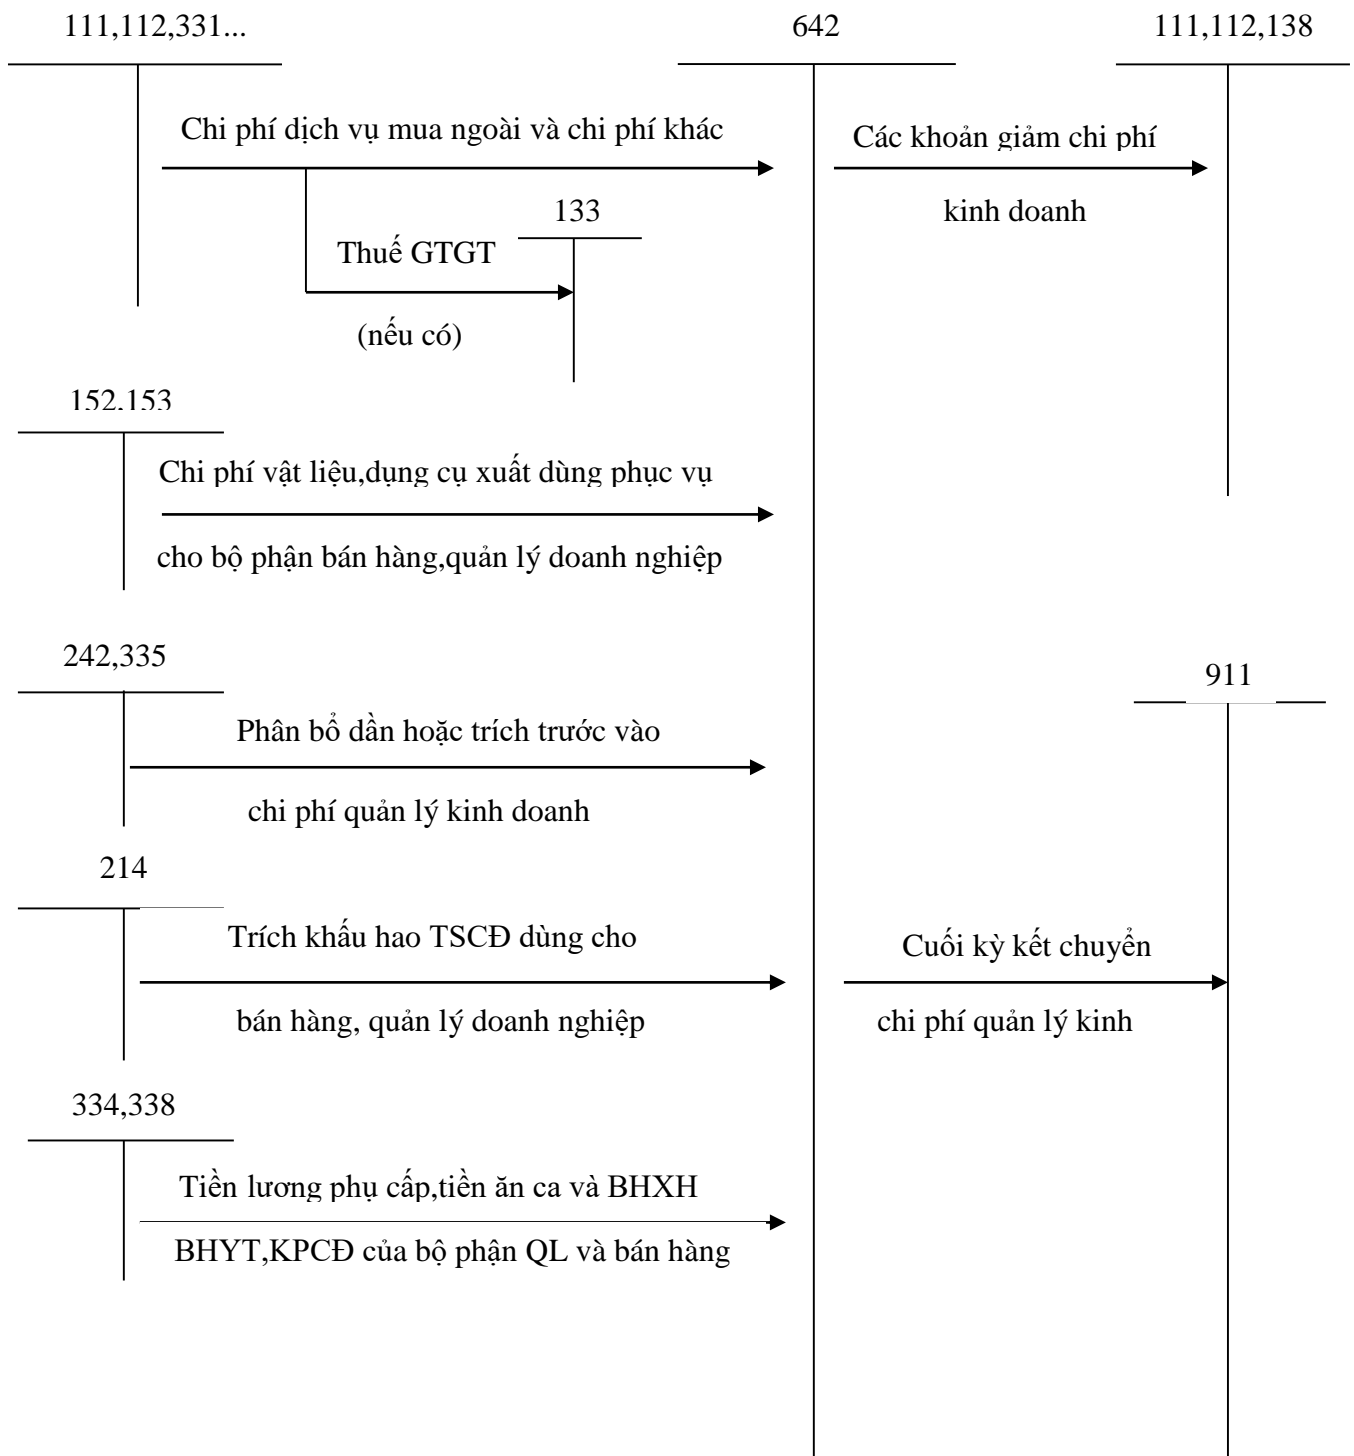 111,112,331...
642
111,112,138
Chi phí dịch vụ mua ngoài và chi phí khác
Các khoản giảm chi phí
kinh doanh
133
Thuế GTGT
(nếu có)
152,153
Chi phí vật liệu,dụng cụ xuất dùng phục vụ
cho bộ phận bán hàng,quản lý doanh nghiệp
242,335
911
Phân bổ dần hoặc trích trước vào
chi phí quản lý kinh doanh
214
Trích khấu hao TSCĐ dùng cho
bán hàng, quản lý doanh nghiệp
Cuối kỳ kết chuyển
chi phí quản lý kinh
334,338
Tiền lương phụ cấp,tiền ăn ca và BHXH
BHYT,KPCĐ của bộ phận QL và bán hàng